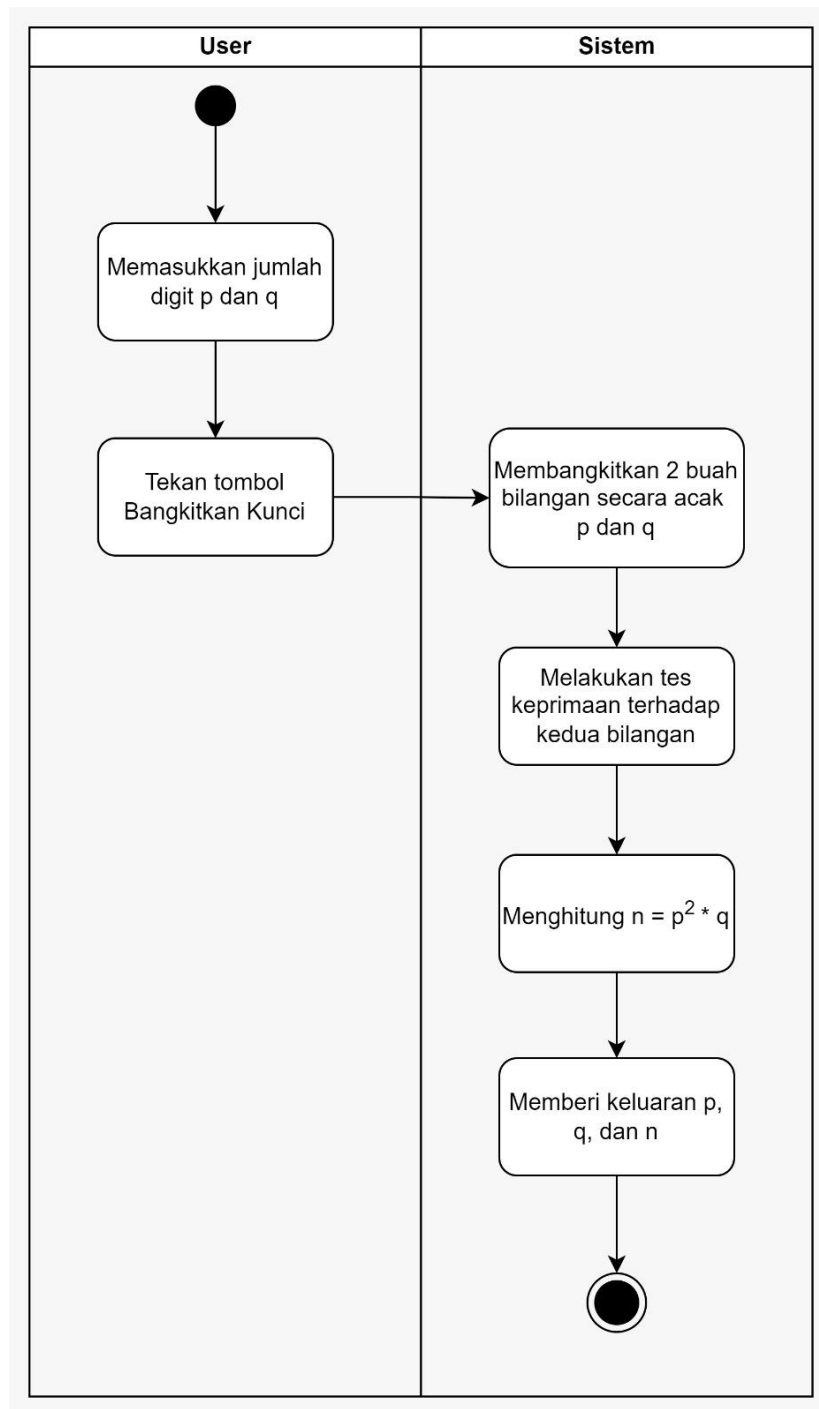 User
Sistem
Memasukkan jumlah
digit p dan q
Tekan tombol
Bangkitkan Kunci
Membangkitkan 2 buah
bilangan secara acak
p dan q
Melakukan tes
keprimaan terhadap
kedua bilangan
Menghitung n = p² * q
Memberi keluaran p,
q, dan n